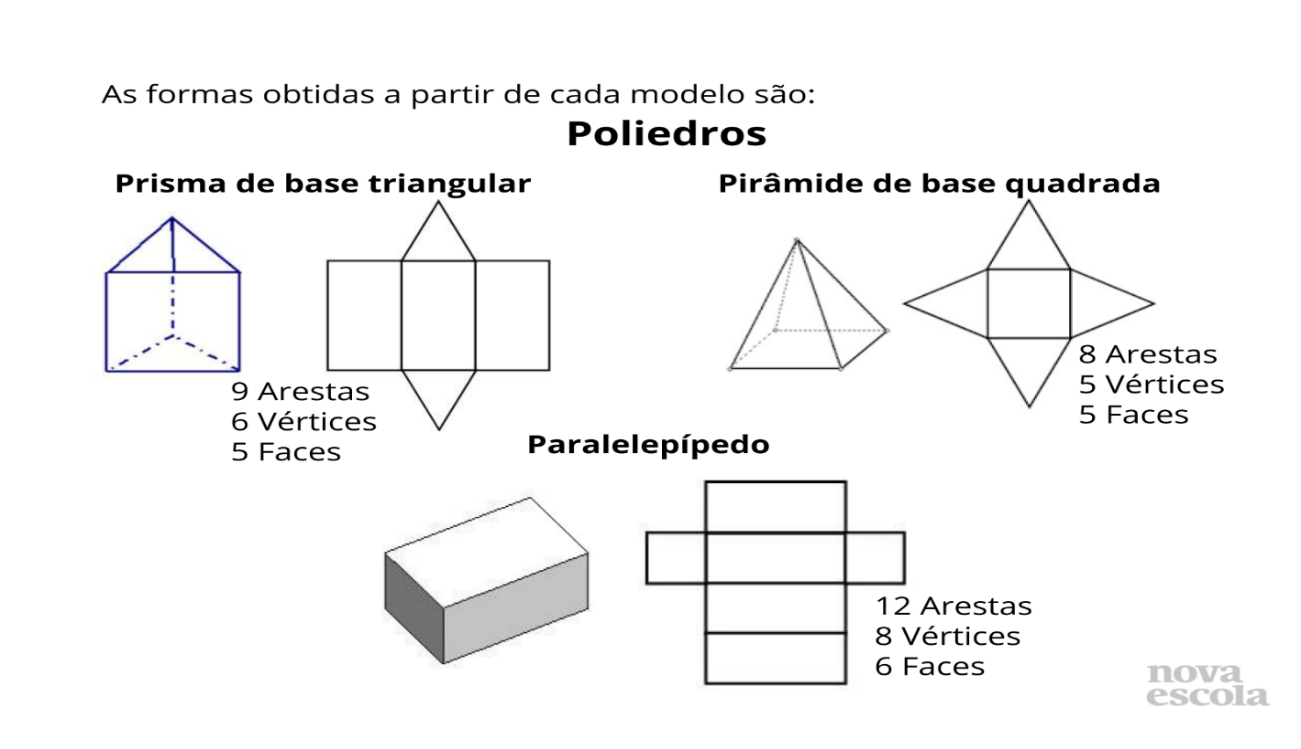 As formas obtidas a partir de cada modelo são:
Poliedros
Prisma de base triangular
Pirâmide de base quadrada
9 Arestas
6 Vértices
5 Faces
8 Arestas
5 Vértices
5 Faces
Paralelepípedo
12 Arestas
8 Vértices
6 Faces
nova
escola